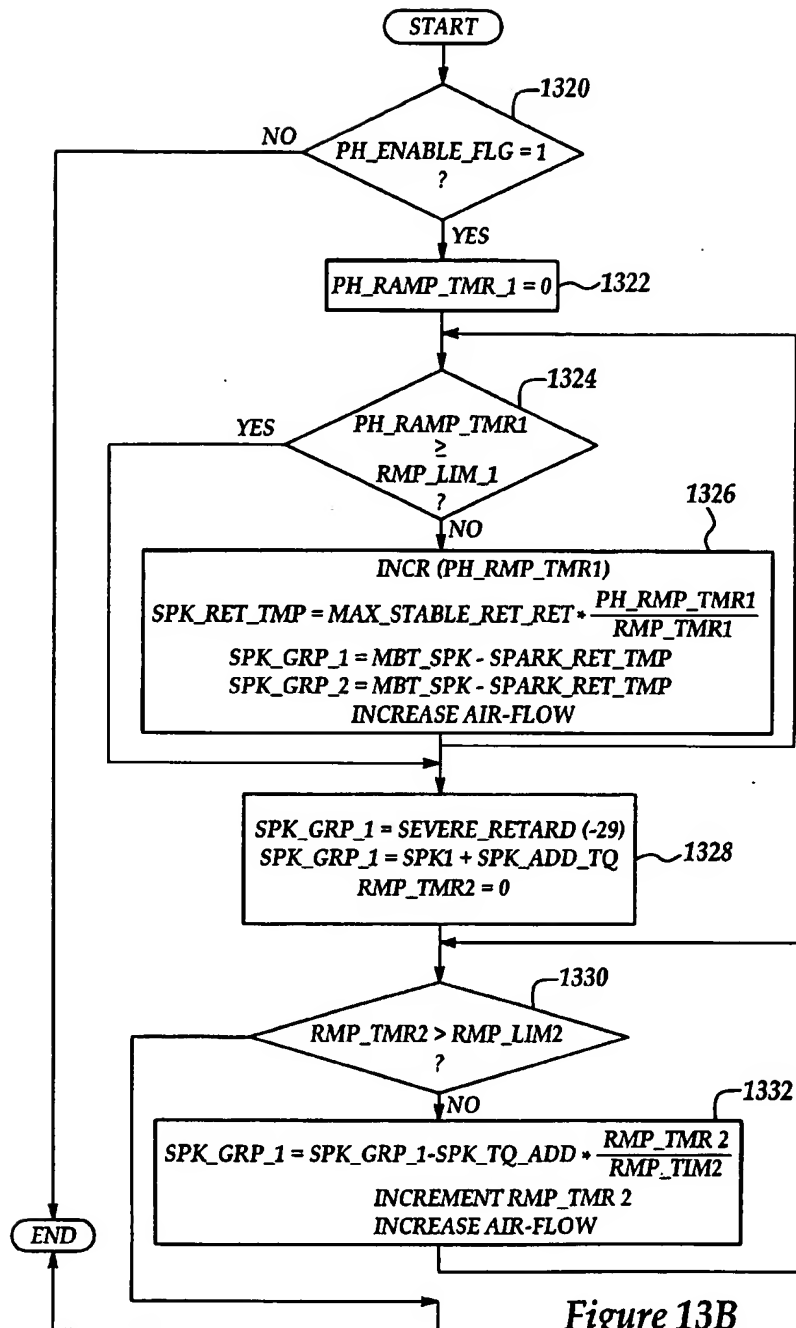 START
1320
NO
PH_ENABLE_FLG = 1
?
YES
PH_RAMP_TMR_1 = 0
1322
1324
YES
PH_RAMP_TMR1
≥
RMP_LIM_1
?
NO
1326
INCR (PH_RMP_TMR1)
SPK_RET_TMP = MAX_STABLE_RET_RET * PH_RMP_TMR1
RMP_TMR1
SPK_GRP_1 = MBT_SPK - SPARK_RET_TMP
SPK_GRP_2 = MBT_SPK - SPARK_RET_TMP
INCREASE AIR-FLOW
SPK_GRP_1 = SEVERE_RETARD (-29)
SPK_GRP_1 = SPK1 + SPK_ADD_TQ
RMP_TMR2 = 0
1328
1330
RMP_TMR2 > RMP_LIM2
?
NO
1332
SPK_GRP_1 = SPK_GRP_1-SPK_TQ_ADD * RMP_TMR 2
RMP_TIM2
INCREMENT RMP_TMR 2
INCREASE AIR-FLOW
END
Figure 13B